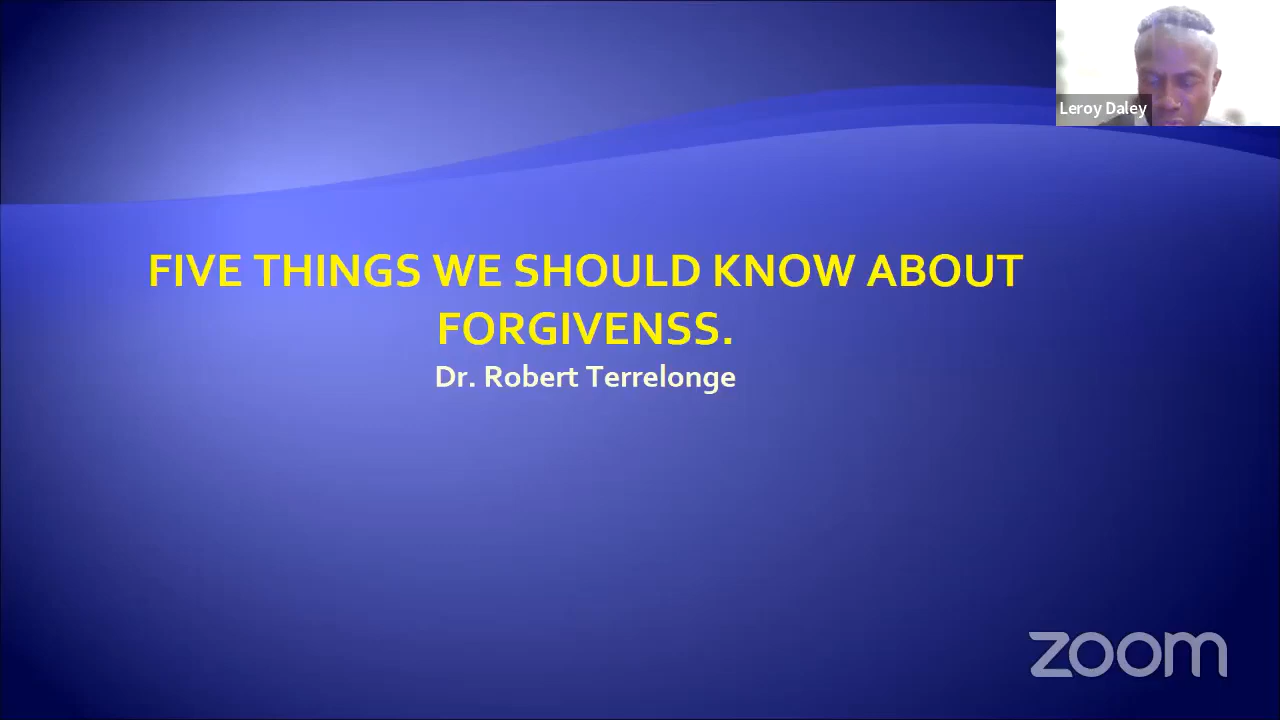 Leroy Daley
FIVE THINGS WE SHOULD KNOW ABOUT
FORGIVENSS.
Dr. Robert Terrelonge
zoom